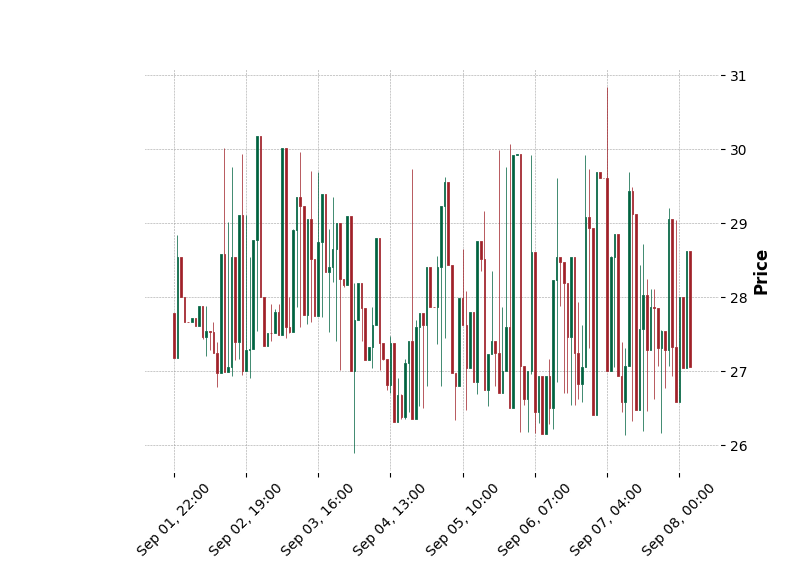 31
30
29
28
27
26
Price
Sep 01, 22:00
Sep 02, 19:00
Sep 03, 16:00
Sep 04, 13:00
Sep 05, 10:00
Sep 06, 07:00
Sep 07, 04:00
Sep 08, 00:00